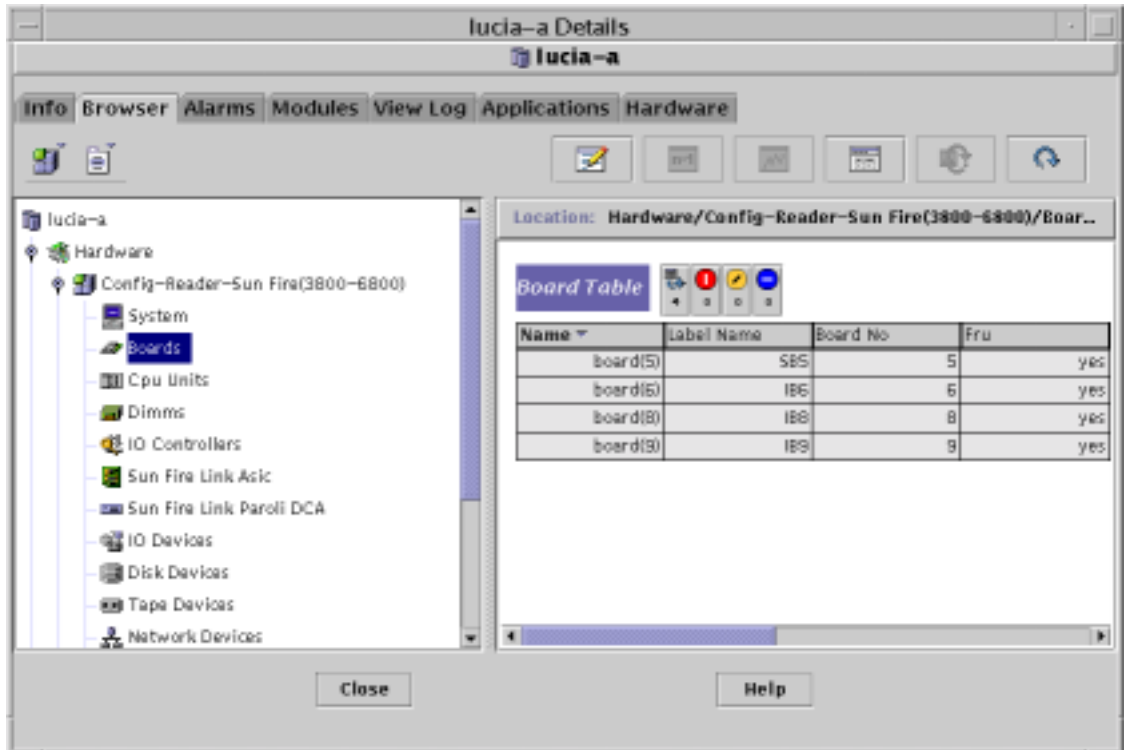 lucia-a Details
lucia-a
Info Browser Alarms Modules View Log Applications Hardware
lucia-a
Hardware
Config-Reader-Sun Fire(3800-6800)
System
Boards
Cpu Units
Dimms
IO Controllers
Sun Fire Link Asic
Sun Fire Link Paroli DCA
IO Devices
Disk Devices
Tape Devices
Network Devices
Location: Hardware/Config-Reader-Sun Fire(3800-6800)/Boar...
Board Table
4 0 0 0
Name Label Name Board No Fru
board(5) SB5 5 yes
board(6) IB6 6 yes
board(8) IB8 8 yes
board(9) IB9 9 yes
Close Help